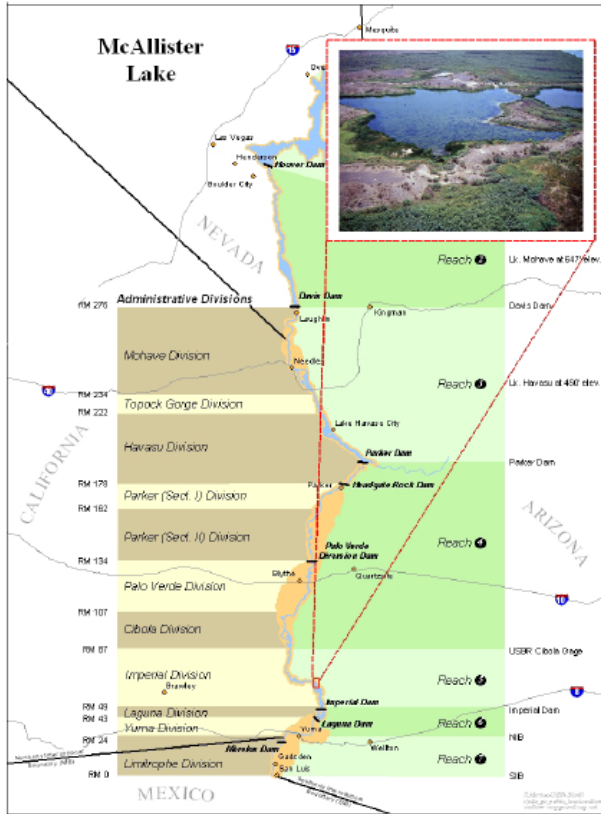 McAllister
Lake
15
Mesquite
Las Vegas
Henderson
Hoover Dam
Boulder City
NEVADA
Reach 2
Lk. Mohave at 647' elev.
Davis Dam
Davis Dam
RM 276
Administrative Divisions
Laughlin
Kingman
Mohave Division
Needles
Reach 3
Lk. Havasu at 450' elev.
RM 234
Topock Gorge Division
RM 222
Lake Havasu City
Havasu Division
CALIFORNIA
Parker Dam
Parker Dam
RM 178
Parker
Headgate Rock Dam
Parker (Sect. I) Division
RM 162
ARIZONA
Parker (Sect. II) Division
Reach 4
Palo Verde
Diversion Dam
RM 134
Blythe
Quartzsite
Palo Verde Division
10
RM 107
Cibola Division
RM 87
USBR Cibola Gage
Imperial Division
Reach 5
Brawley
8
RM 49
Imperial Dam
Imperial Dam
Laguna Division
RM 43
Laguna Dam
Reach 6
Yuma Division
Yuma
NIB
RM 24
Morelos Dam
Wellton
Limitrophe Division
Gadsden
Reach 7
San Luis
RM 0
SIB
MEXICO